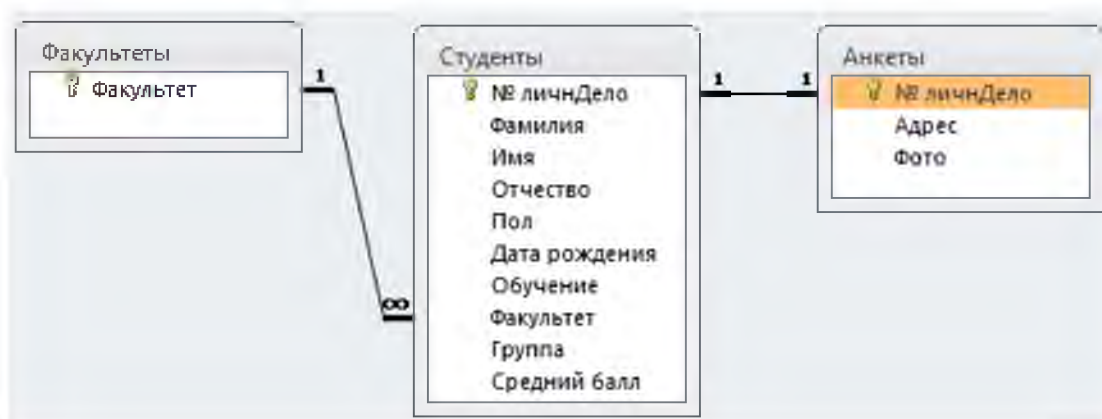 Факультеты
Факультет
1
∞
Студенты
№ личнДело
Фамилия
Имя
Отчество
Пол
Дата рождения
Обучение
Факультет
Группа
Средний балл
1
1
Анкеты
№ личнДело
Адрес
Фото